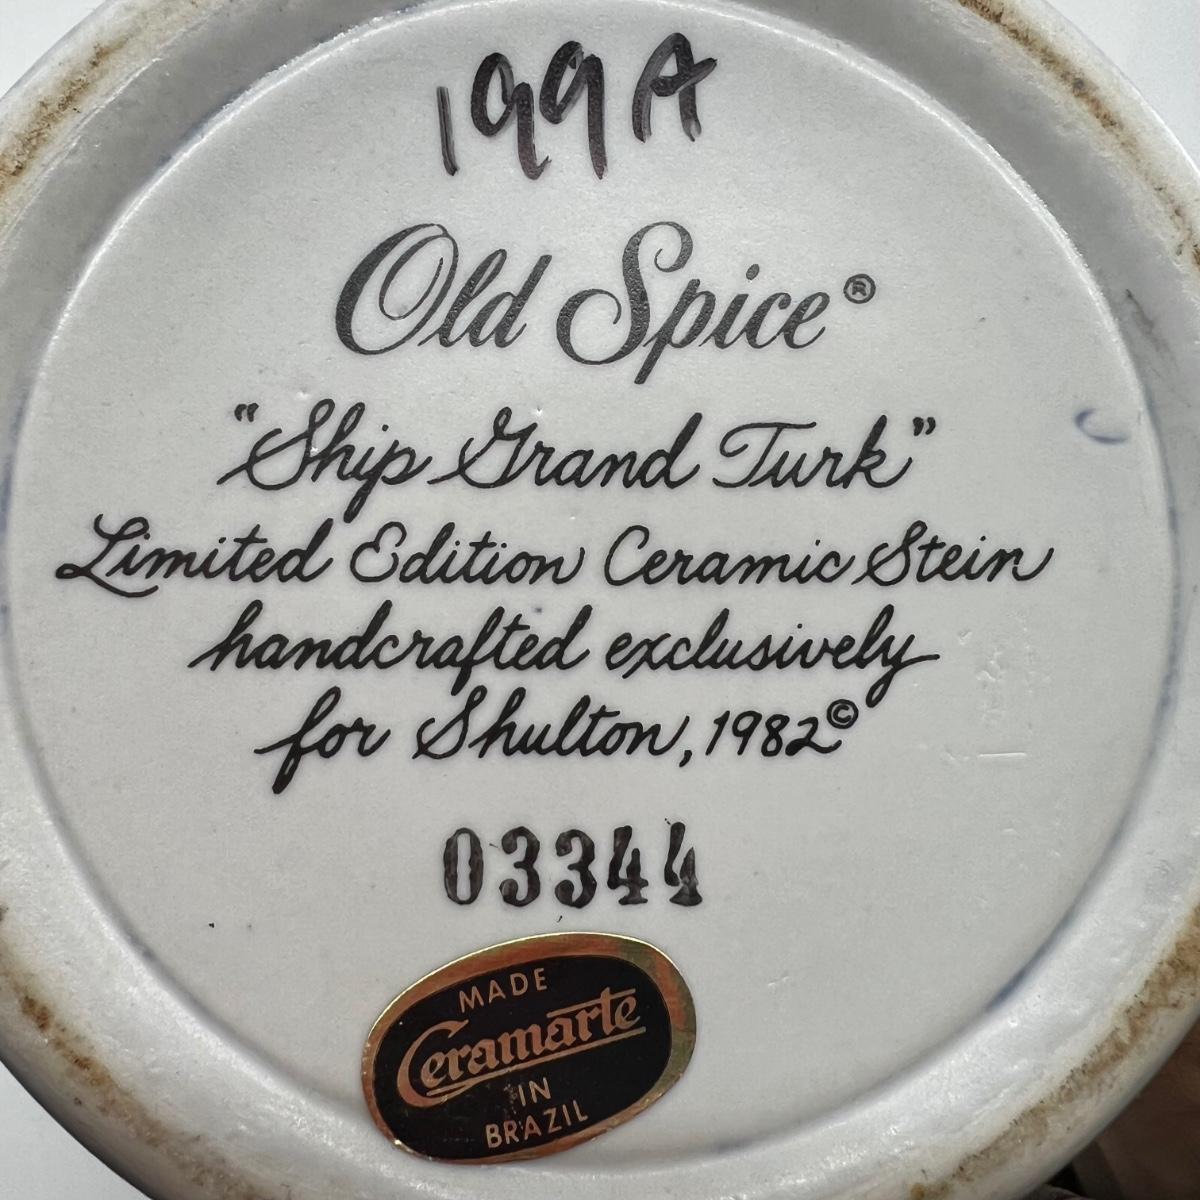 199A
Old Spice®
"Ship Grand Turk"
Limited Edition Ceramic Stein
handcrafted exclusively
for Shulton, 1982©
03344
MADE
Ceramarte
IN
BRAZIL